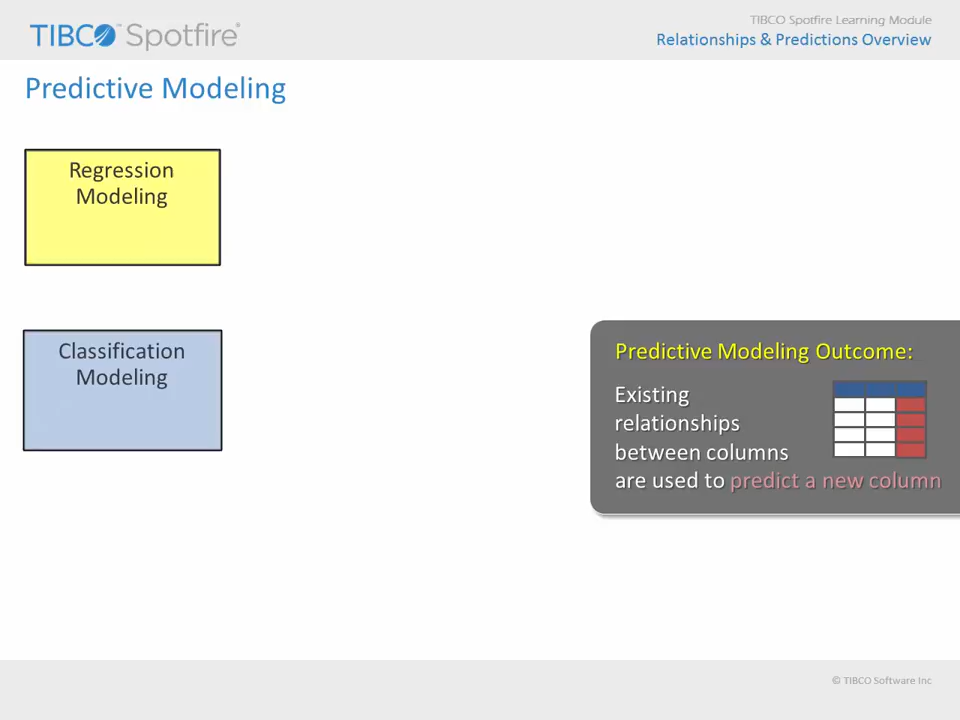 TIBCO Spotfire Learning Module
TIBCO™ Spotfire®
Relationships & Predictions Overview
Predictive Modeling
Regression
Modeling
Classification
Modeling
Predictive Modeling Outcome:
Existing
relationships
between columns
are used to predict a new column
© TIBCO Software Inc